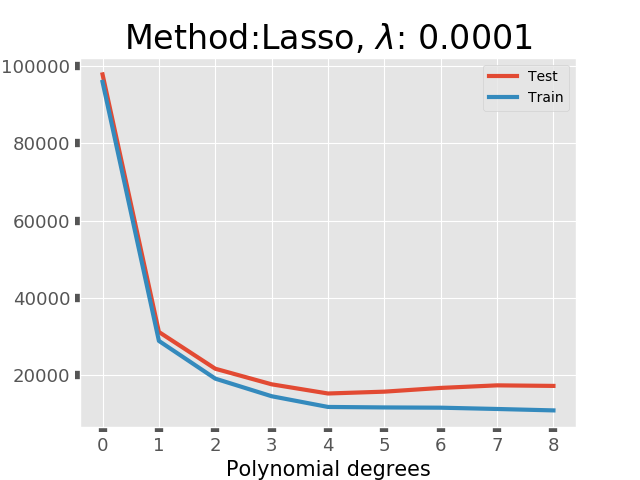 Method:Lasso, λ: 0.0001
100000
80000
60000
40000
20000
Test
Train
0 1 2 3 4 5 6 7 8
Polynomial degrees